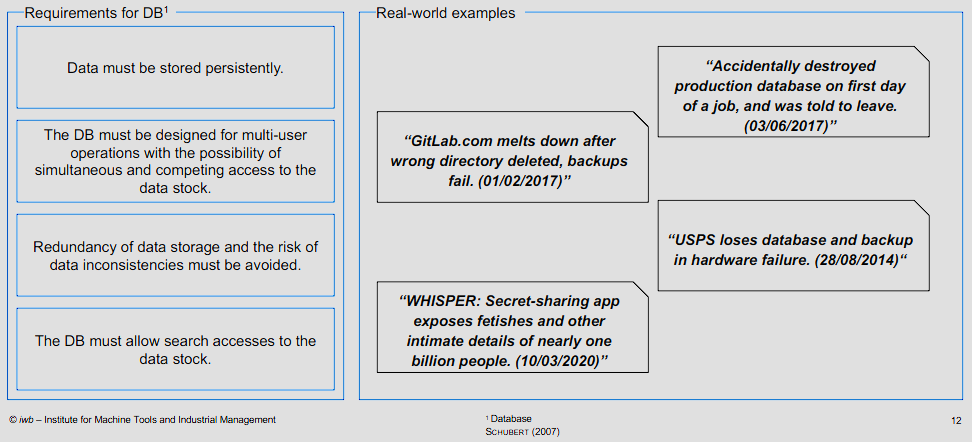 Requirements for DB¹
Data must be stored persistently.
The DB must be designed for multi-user
operations with the possibility of
simultaneous and competing access to the
data stock.
Redundancy of data storage and the risk of
data inconsistencies must be avoided.
The DB must allow search accesses to the
data stock.
Real-world examples
“Accidentally destroyed
production database on first day
of a job, and was told to leave.
(03/06/2017)”
“GitLab.com melts down after
wrong directory deleted, backups
fail. (01/02/2017)”
“USPS loses database and backup
in hardware failure. (28/08/2014)“
“WHISPER: Secret-sharing app
exposes fetishes and other
intimate details of nearly one
billion people. (10/03/2020)”
© iwb – Institute for Machine Tools and Industrial Management
¹ Database
SCHUBERT (2007)
12